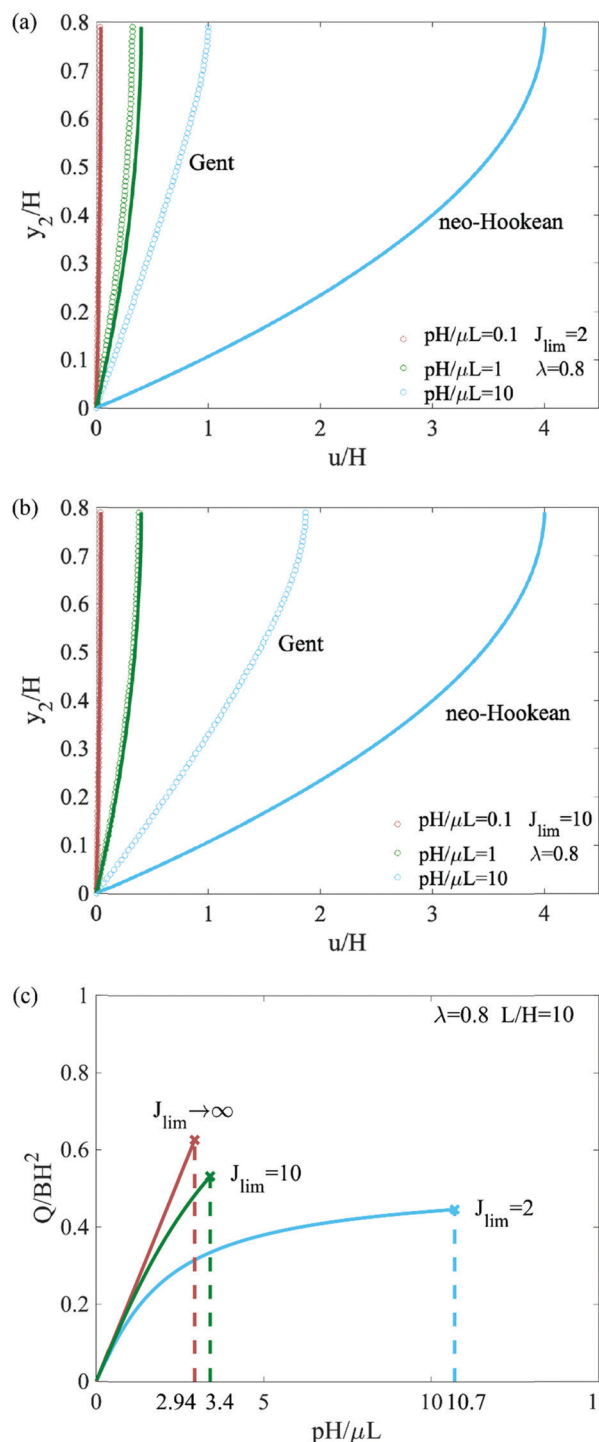 (a)
0.8
0.7
0.6
0.5
0.4
0.3
0.2
0.1
0
y₂/H
Gent
neo-Hookean
pH/μL=0.1 J_lim=2
pH/μL=1 λ=0.8
pH/μL=10
0 1 2 3 4
u/H
(b)
0.8
0.7
0.6
0.5
0.4
0.3
0.2
0.1
0
y₂/H
Gent
neo-Hookean
pH/μL=0.1 J_lim=10
pH/μL=1 λ=0.8
pH/μL=10
0 1 2 3 4
u/H
(c)
1
0.8
0.6
0.4
0.2
0
Q/BH²
λ=0.8 L/H=10
J_lim→∞
J_lim=10
J_lim=2
0 2.94 3.4 5 10 10.7 1
pH/μL